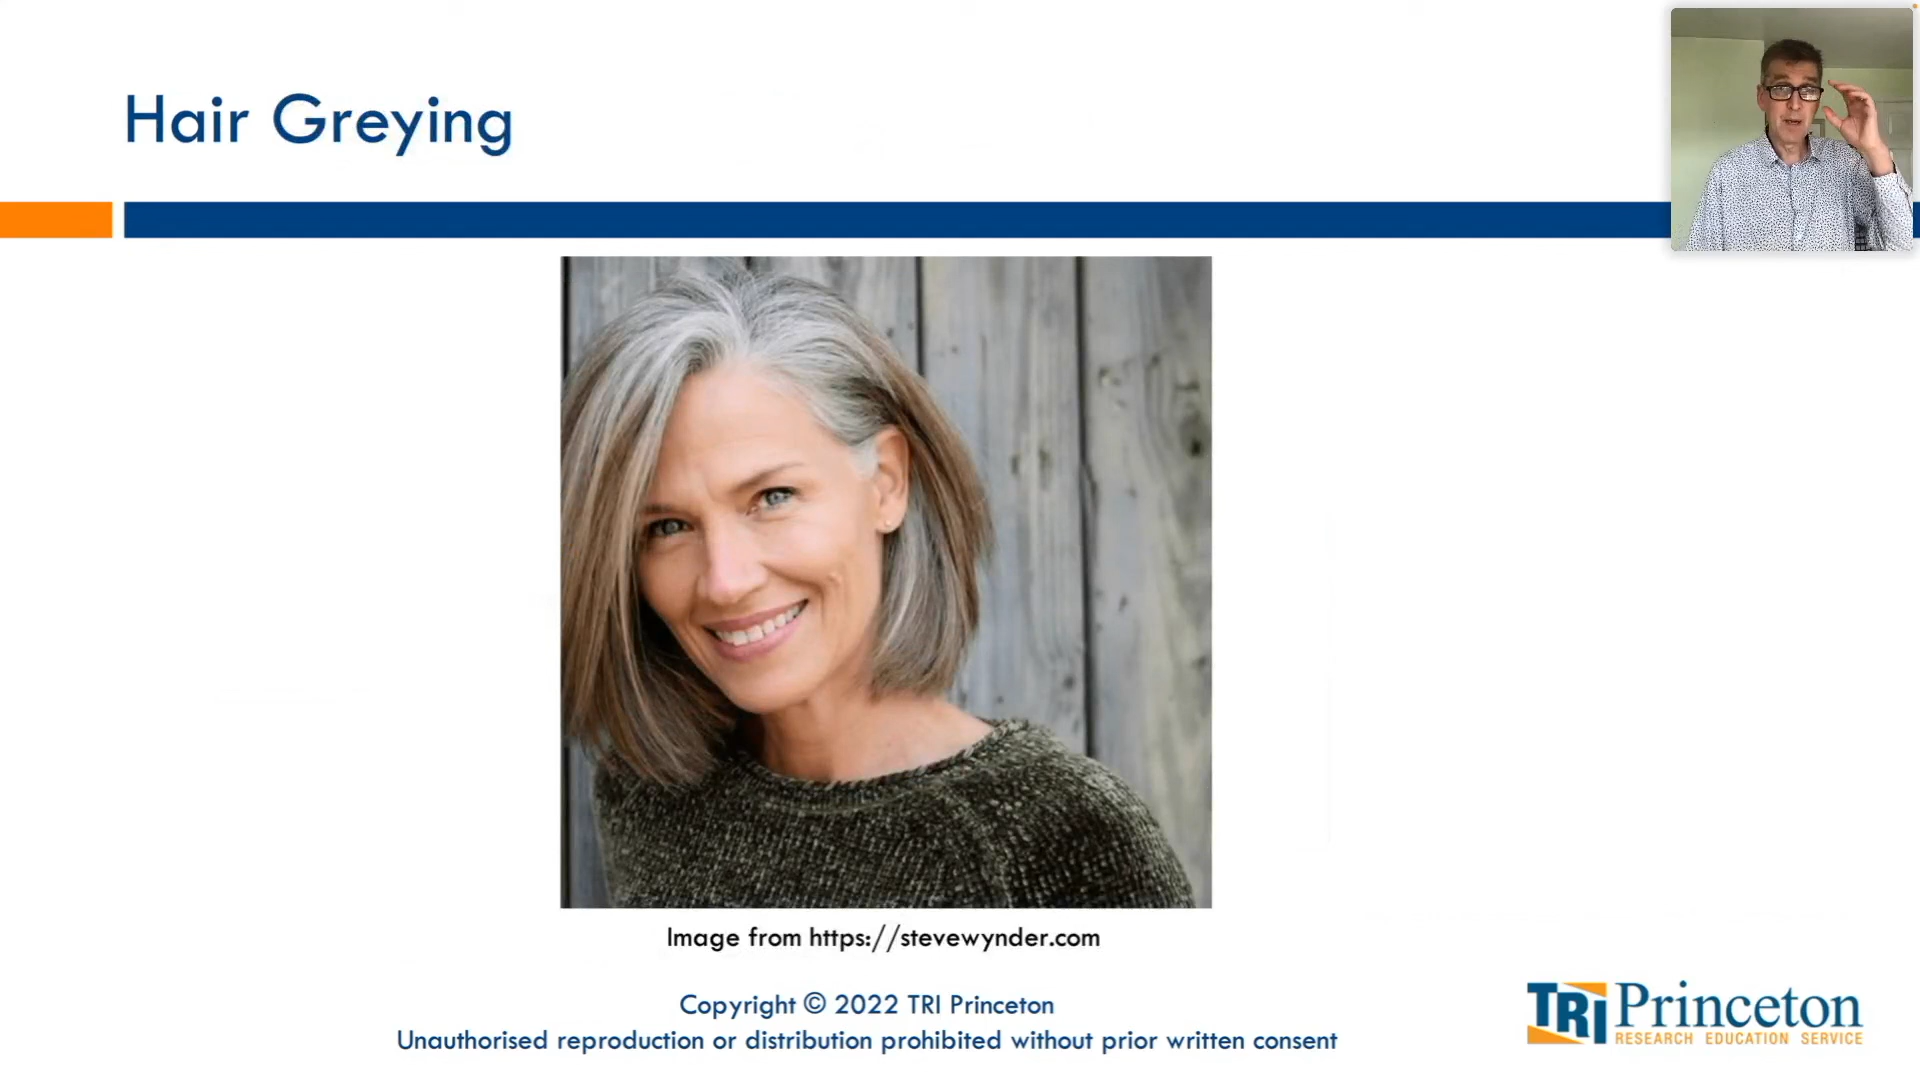 Hair Greying
Image from https://stevewynder.com
Copyright © 2022 TRI Princeton
Unauthorised reproduction or distribution prohibited without prior written consent
TRI Princeton
RESEARCH EDUCATION SERVICE